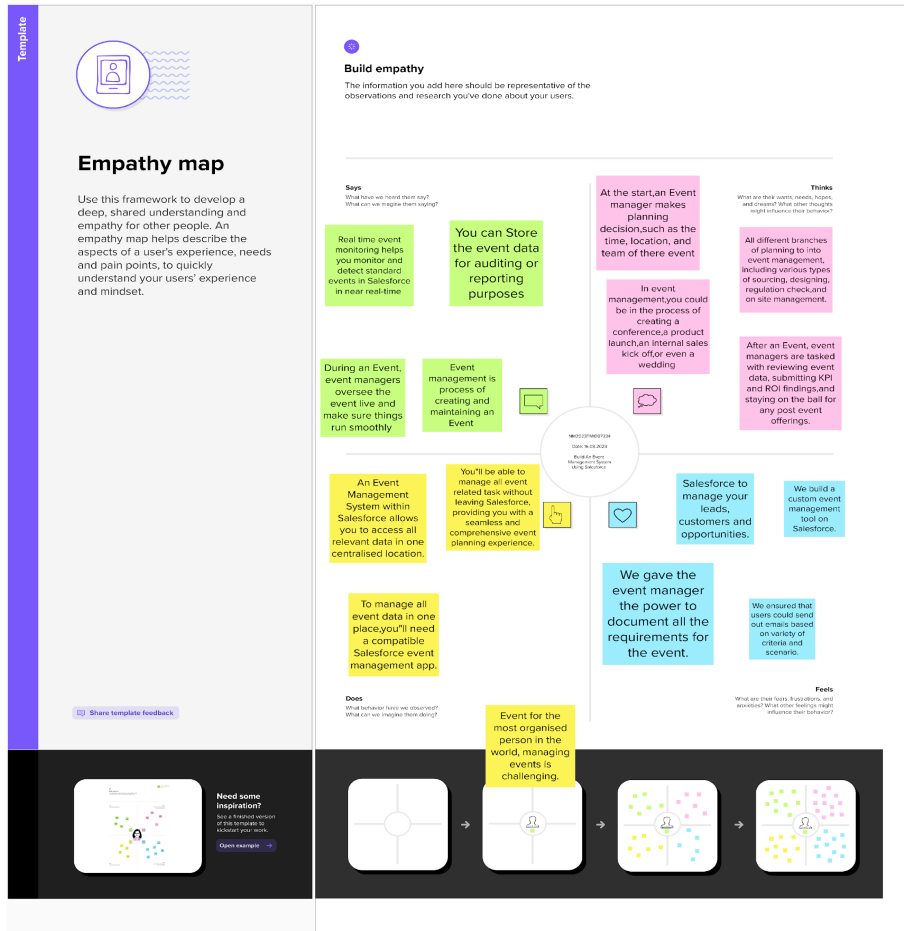 Template
Empathy map
Use this framework to develop a
deep, shared understanding and
empathy for other people. An
empathy map helps describe the
aspects of a user's experience, needs
and pain points, to quickly
understand your users' experience
and mindset.
Share template feedback
Need some
inspiration?
See a finished version
of this template to
kickstart your work.
Open example
Build empathy
The information you add here should be representative of the
observations and research you've done about your users.
Says
What have we heard them say?
What can we imagine them saying?
Real time event
monitoring helps
you monitor and
detect standard
events in Salesforce
in near real-time
You can Store
the event data
for auditing or
reporting
purposes
During an Event,
event managers
oversee the
event live and
make sure things
run smoothly
Event
management is
process of
creating and
maintaining an
Event
At the start,an Event
manager makes
planning
decision,such as the
time, location, and
team of there event
Thinks
What are their wants, needs, hopes,
and dreams? What other thoughts
might influence their behavior?
All different branches
of planning to into
event management,
including various types
of sourcing, designing,
regulation check,and
on site management.
In event
management,you could
be in the process of
creating a
conference,a product
launch,an internal sales
kick off,or even a
wedding
After an Event, event
managers are tasked
with reviewing event
data, submitting KPI
and ROI findings,and
staying on the ball for
any post event
offerings.
Date: 16.09.2023
Build An Event
Management System
Using Salesforce
An Event
Management
System within
Salesforce allows
you to access all
relevant data in one
centralised location.
You"ll be able to
manage all event
related task without
leaving Salesforce,
providing you with a
seamless and
comprehensive event
planning experience.
To manage all
event data in one
place,you"ll need
a compatible
Salesforce event
management app.
Does
What behavior have we observed?
What can we imagine them doing?
Event for the
most organised
person in the
world, managing
events is
challenging.
Salesforce to
manage your
leads,
customers and
opportunities.
We build a
custom event
management
tool on
Salesforce.
We gave the
event manager
the power to
document all the
requirements for
the event.
We ensured that
users could send
out emails based
on variety of
criteria and
scenario.
Feels
What are their fears, frustrations, and
anxieties? What other feelings might
influence their behavior?